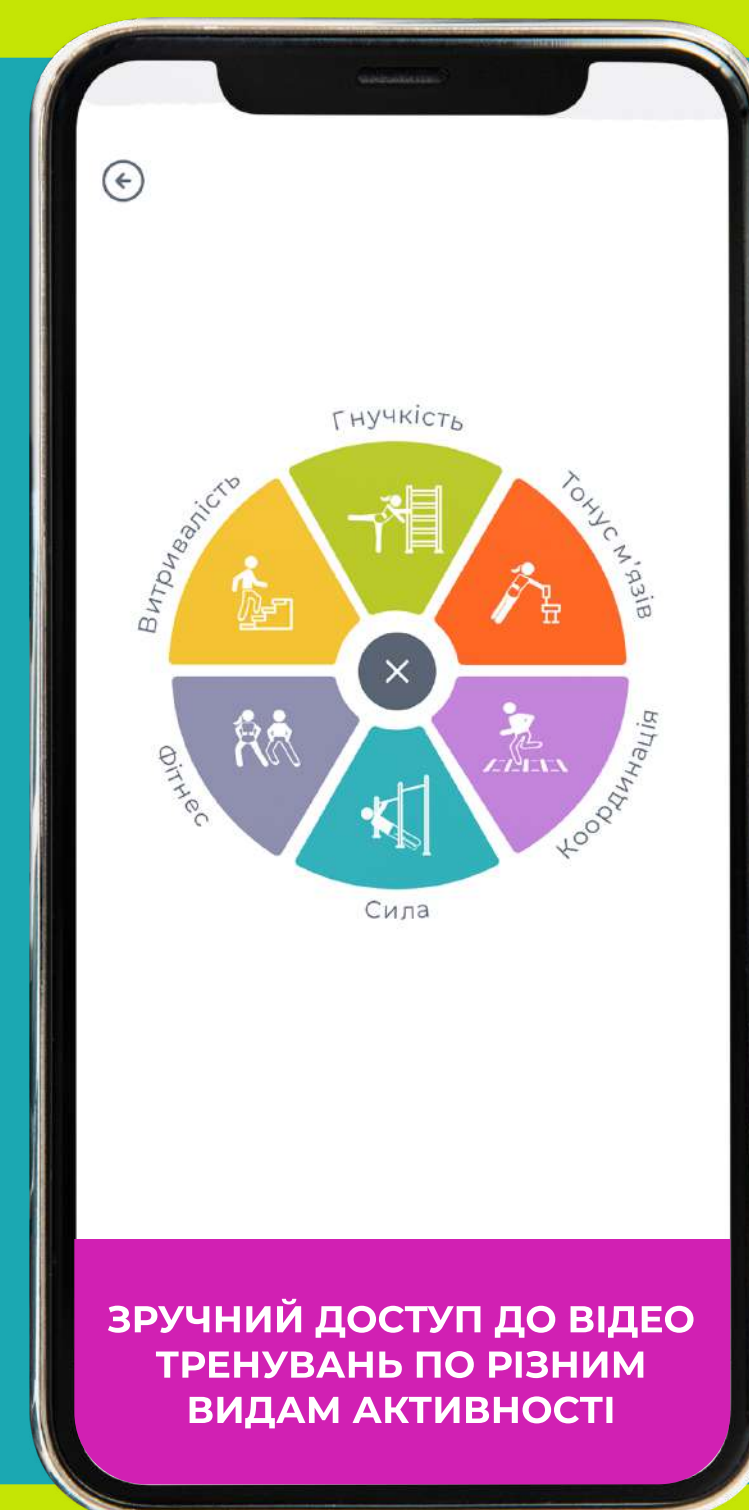 Гнучкість
Витривалість
Тонус м'язів
Фітнес
Координація
Сила
ЗРУЧНИЙ ДОСТУП ДО ВІДЕО
ТРЕНУВАНЬ ПО РІЗНИМ
ВИДАМ АКТИВНОСТІ